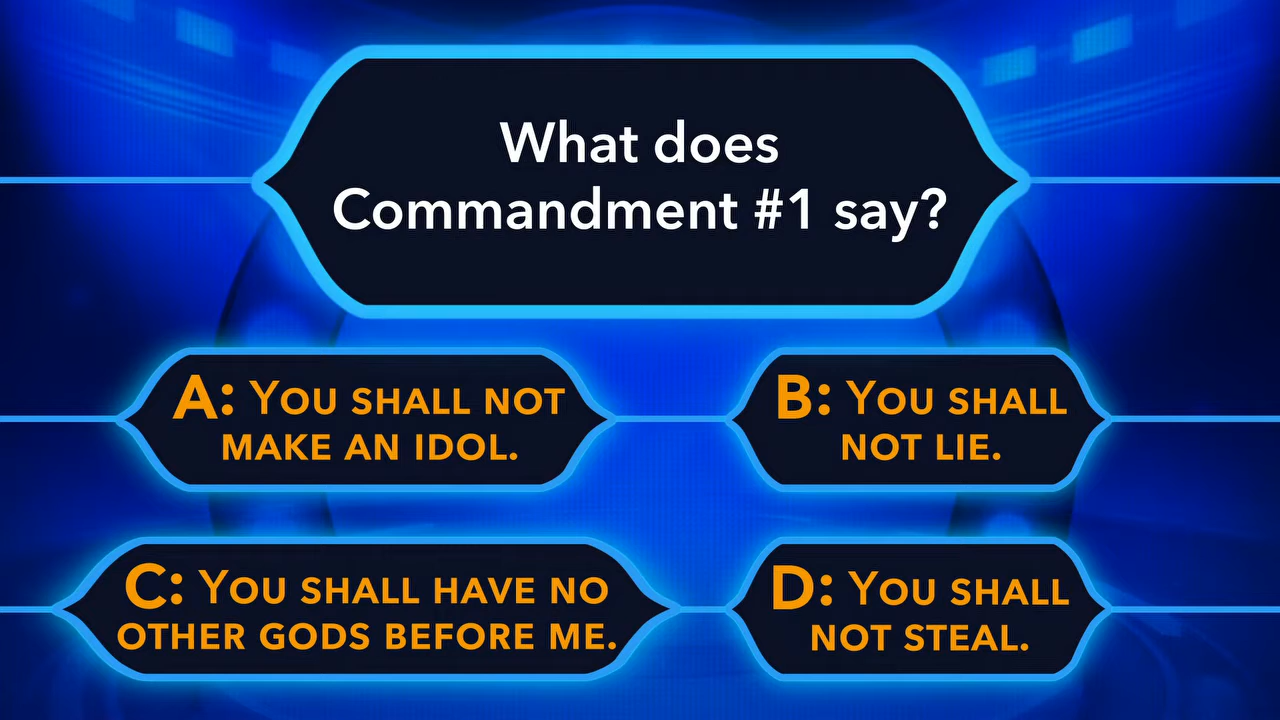 What does
Commandment #1 say?
A: You shall not
make an idol.
B: You shall
not lie.
C: You shall have no
other gods before me.
D: You shall
not steal.